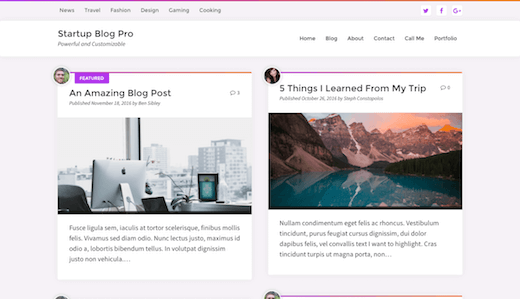 News Travel Fashion Design Gaming Cooking
Startup Blog Pro
Powerful and Customizable
Home Blog About Contact Call Me Portfolio
FEATURED
An Amazing Blog Post
3
Published November 18, 2016 by Ben Sibley
Fusce ligula sem, iaculis at tortor scelerisque, finibus mollis
felis. Vivamus sed diam odio. Nunc lectus justo, maximus id
odio a, lobortis bibendum tellus. In volutpat dignissim
justo non vehicula....
5 Things I Learned From My Trip
0
Published October 26, 2016 by Steph Constapolos
Nullam condimentum eget felis ac rhoncus. Vestibulum
tincidunt, purus feugiat cursus dignissim, dui dolor
dapibus felis, vel convallis text I want to highlight. Cras
tincidunt turpis ut magna porta, non...